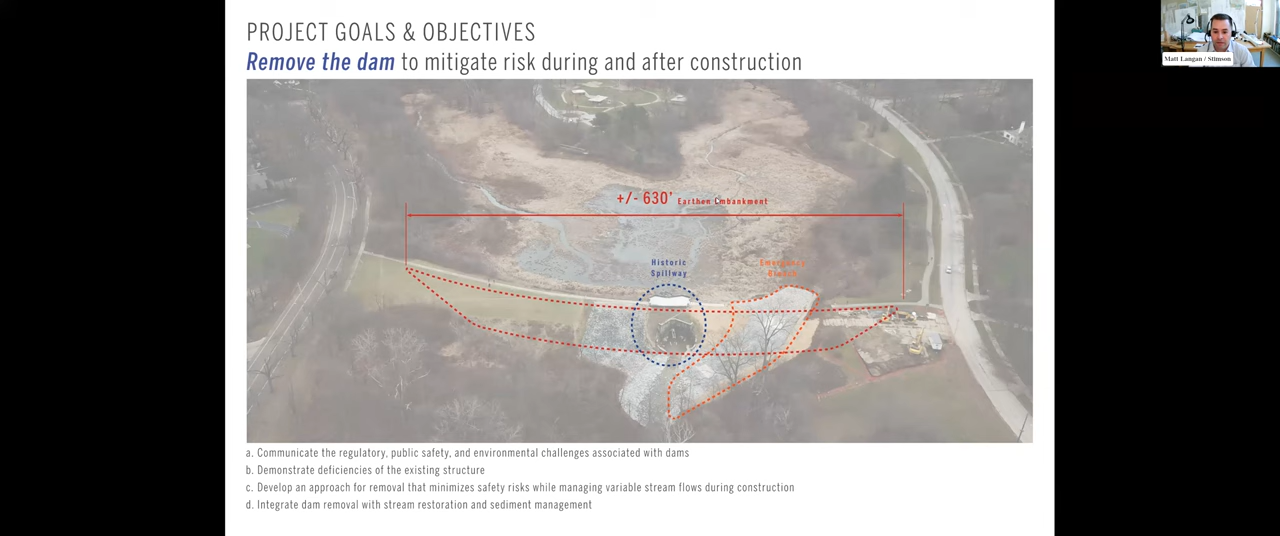 PROJECT GOALS & OBJECTIVES
Remove the dam to mitigate risk during and after construction
Matt Langan / Stimson
+/- 630' Earthen Embankment
Historic
Spillway
Emergency
Breach
a. Communicate the regulatory, public safety, and environmental challenges associated with dams
b. Demonstrate deficiencies of the existing structure
c. Develop an approach for removal that minimizes safety risks while managing variable stream flows during construction
d. Integrate dam removal with stream restoration and sediment management